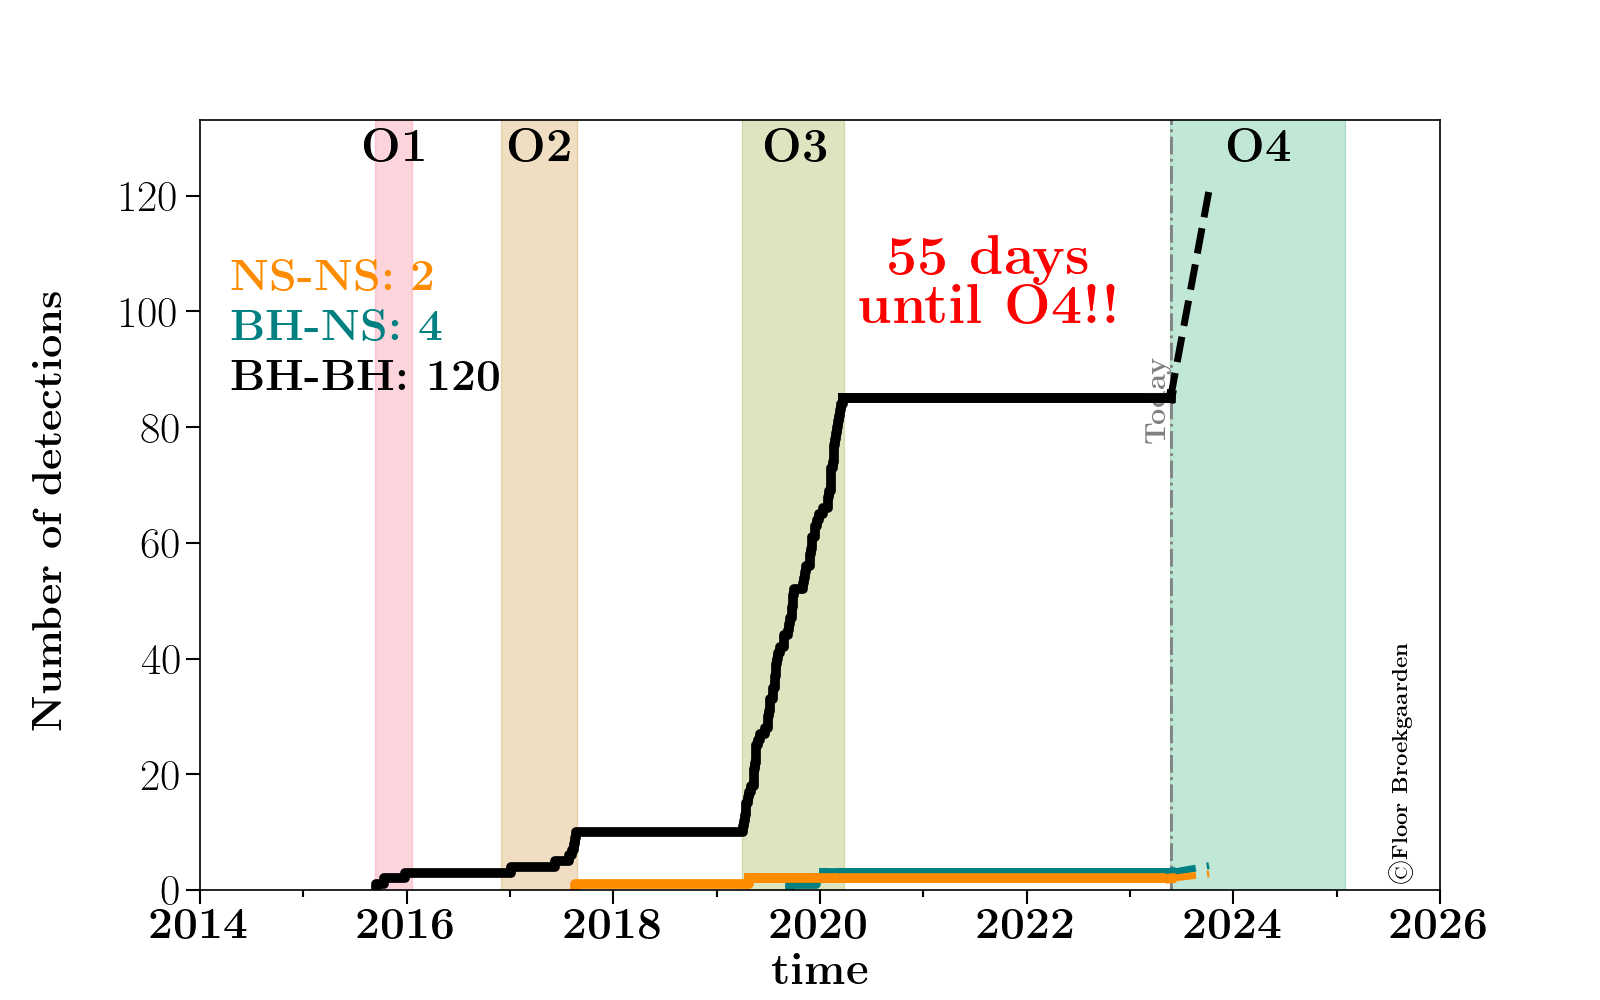 O1
O2
O3
O4
120
100
80
60
40
20
0
Number of detections
NS-NS: 2
BH-NS: 4
BH-BH: 120
55 days
until O4!!
Today
©Floor Broekgaarden
2014
2016
2018
2020
2022
2024
2026
time